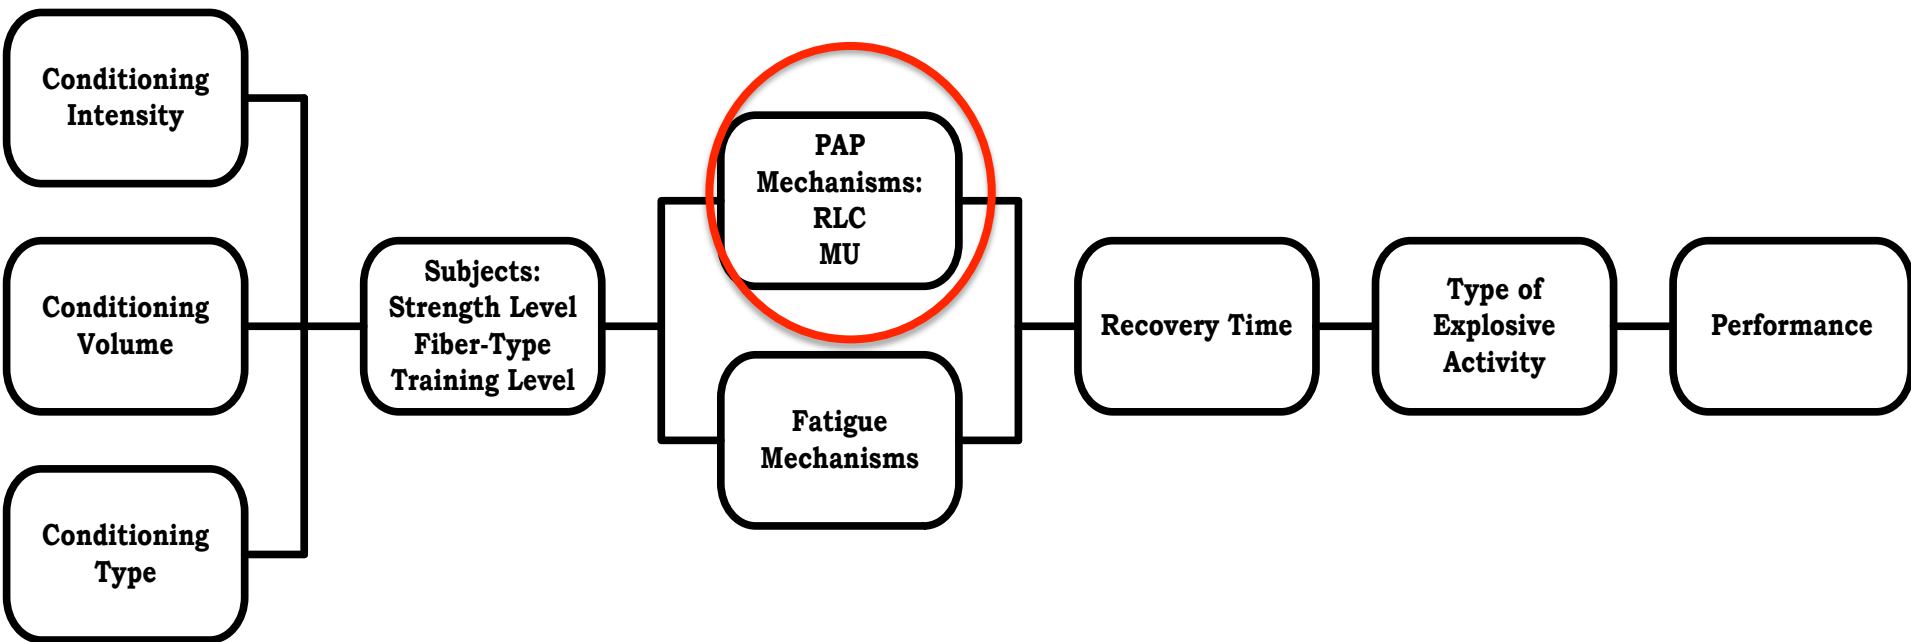 Conditioning
Intensity
Conditioning
Volume
Conditioning
Type
Subjects:
Strength Level
Fiber-Type
Training Level
PAP
Mechanisms:
RLC
MU
Fatigue
Mechanisms
Recovery Time
Type of
Explosive
Activity
Performance